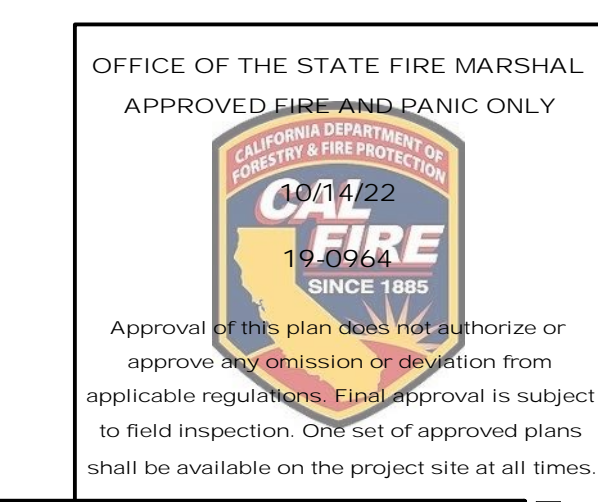 OFFICE OF THE STATE FIRE MARSHAL
APPROVED FIRE AND PANIC ONLY
CALIFORNIA DEPARTMENT OF
FORESTRY & FIRE PROTECTION
10/14/22
CAL
FIRE
19-0964
SINCE 1885
Approval of this plan does not authorize or
approve any omission or deviation from
applicable regulations. Final approval is subject
to field inspection. One set of approved plans
shall be available on the project site at all times.